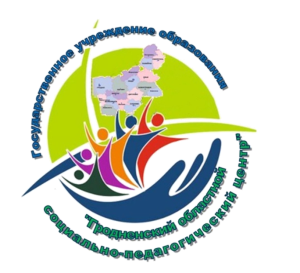 Государственное учреждение образования
"Гродненский областной
социально-педагогический центр"